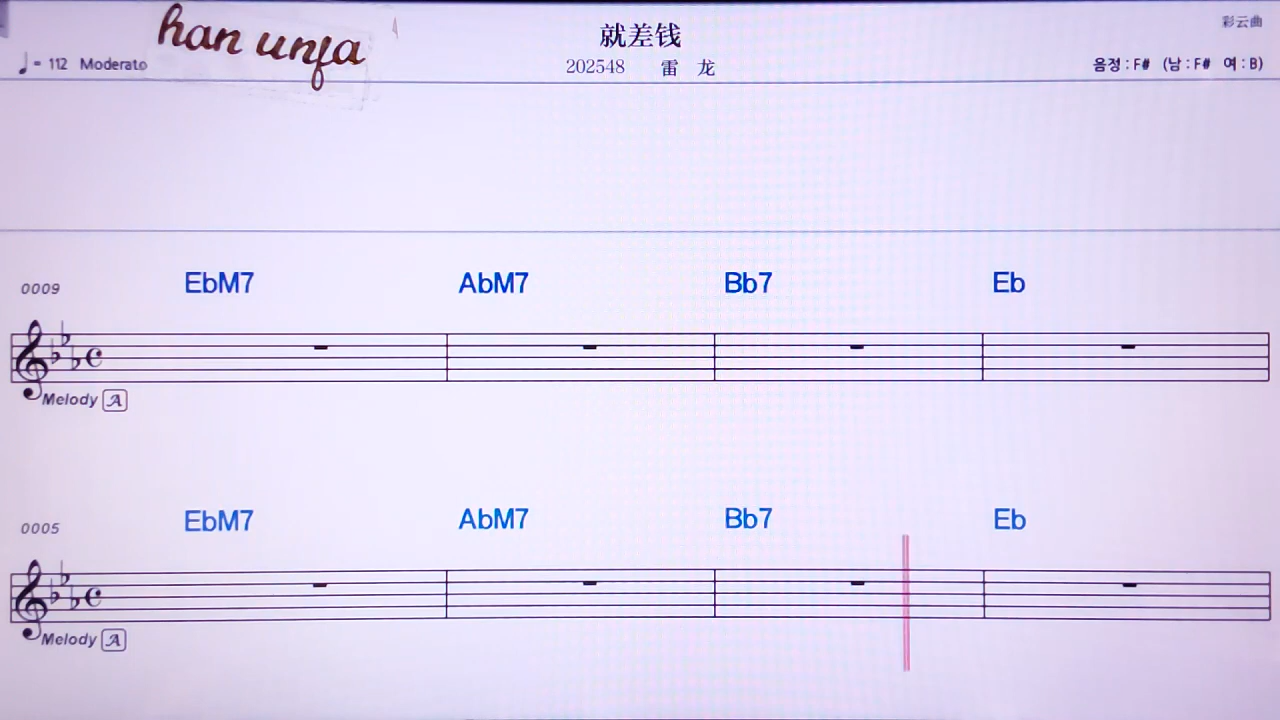 han unfa
就差钱
彩云曲
♩= 112 Moderato
202548 雷 龙
음정 : F# (남 : F# 여 : B)
0009 EbM7 AbM7 Bb7 Eb
Melody A
0005 EbM7 AbM7 Bb7 Eb
Melody A